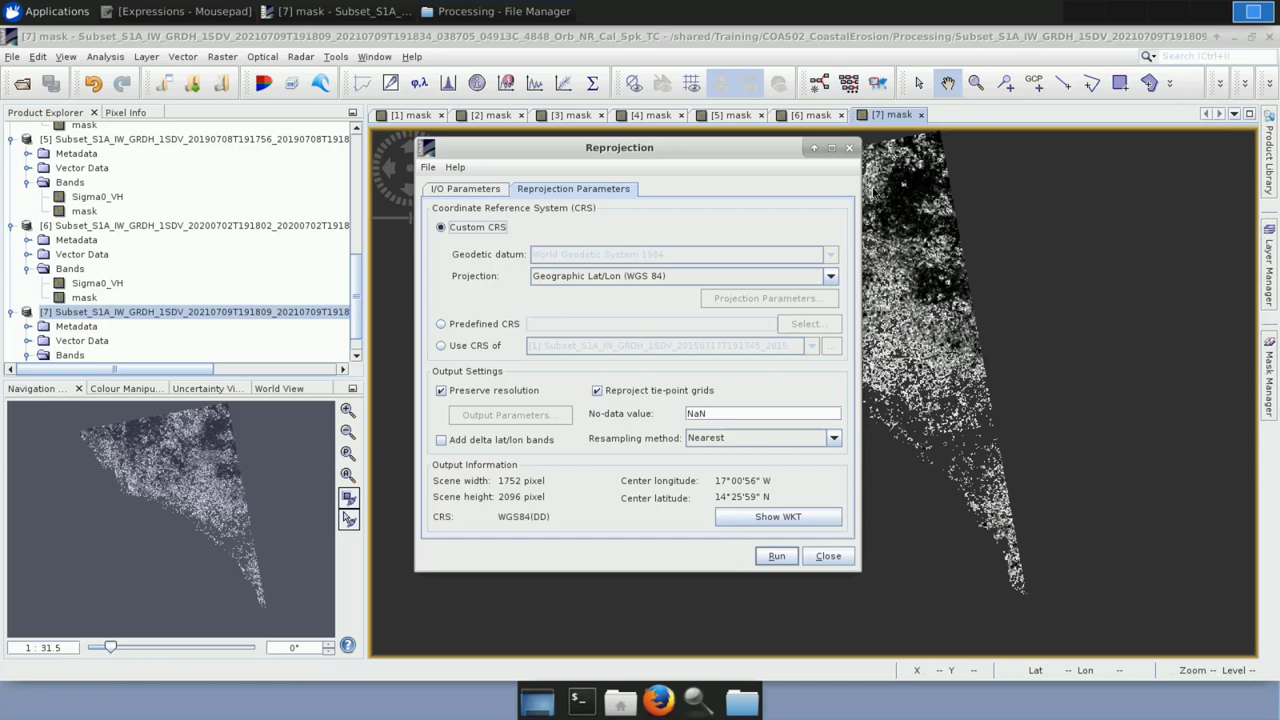 Applications
[Expressions - Mousepad]
[7] mask - Subset_S1A_...
Processing - File Manager
[7] mask - Subset_S1A_IW_GRDH_1SDV_20210709T191809_20210709T191834_038705_04913C_4848 Orb_NR_Cal_Spk_TC - /shared/Training/COAS02_CoastalErosion/Processing/Subset_S1A_IW_GRDH_1SDV_20210709T191809
File Edit View Analysis Layer Vector Raster Optical Radar Tools Window Help
Search (Ctrl+I)
φ,λ
Σ
GCP
Product Explorer
Pixel Info
[1] mask
[2] mask
[3] mask
[4] mask
[5] mask
[6] mask
[7] mask
mask
[5] Subset_S1A_IW_GRDH_1SDV_20190708T191756_20190708T1918
Metadata
Vector Data
Bands
Sigma0_VH
mask
[6] Subset_S1A_IW_GRDH_1SDV_20200702T191802_20200702T1918
Metadata
Vector Data
Bands
Sigma0_VH
mask
[7] Subset_S1A_IW_GRDH_1SDV_20210709T191809_20210709T1918
Metadata
Vector Data
Bands
Navigation ...
Colour Manipu...
Uncertainty Vi...
World View
1 : 31.5
0°
Reprojection
File Help
I/O Parameters
Reprojection Parameters
Coordinate Reference System (CRS)
Custom CRS
Geodetic datum: World Geodetic System 1984
Projection: Geographic Lat/Lon (WGS 84)
Projection Parameters...
Predefined CRS
Select...
Use CRS of
[1] Subset_S1A_IW_GRDH_1SDV_20150717T191745_2015...
...
Output Settings
Preserve resolution
Reproject tie-point grids
Output Parameters...
No-data value: NaN
Add delta lat/lon bands
Resampling method: Nearest
Output Information
Scene width: 1752 pixel
Center longitude: 17°00'56" W
Scene height: 2096 pixel
Center latitude: 14°25'59" N
CRS: WGS84(DD)
Show WKT
Run
Close
Product Library
Layer Manager
Mask Manager
X -- Y -- Lat -- Lon -- Zoom -- Level --